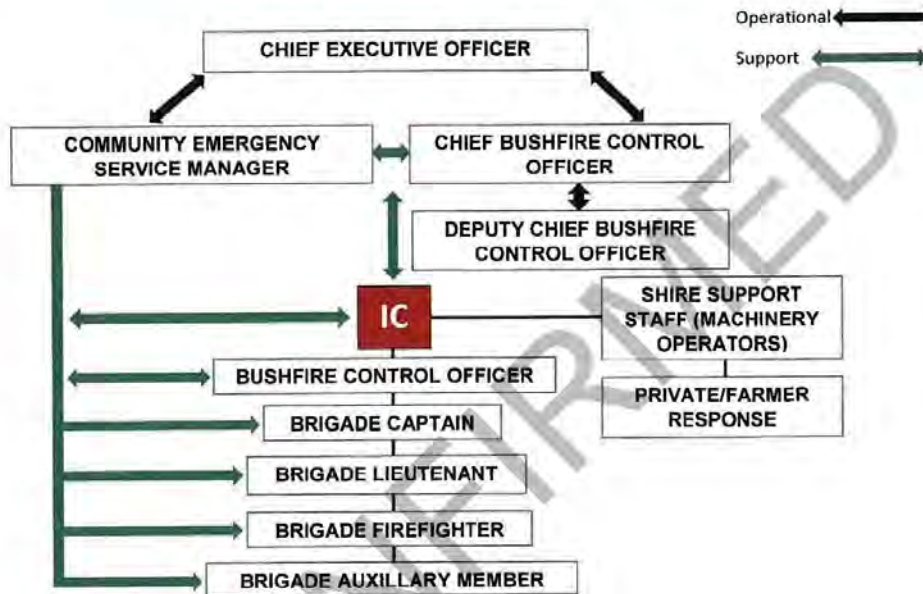 Operational
Support
CHIEF EXECUTIVE OFFICER
COMMUNITY EMERGENCY
SERVICE MANAGER
CHIEF BUSHFIRE CONTROL
OFFICER
DEPUTY CHIEF BUSHFIRE
CONTROL OFFICER
IC
SHIRE SUPPORT
STAFF (MACHINERY
OPERATORS)
BUSHFIRE CONTROL OFFICER
PRIVATE/FARMER
RESPONSE
BRIGADE CAPTAIN
BRIGADE LIEUTENANT
BRIGADE FIREFIGHTER
BRIGADE AUXILLARY MEMBER
NFIRMED